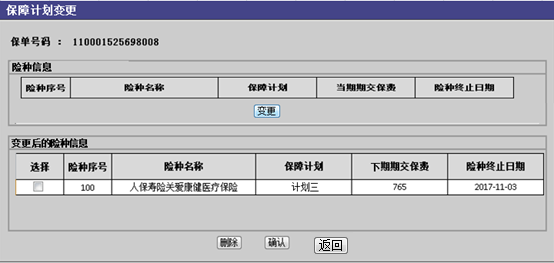 保障计划变更
保单号码 ： 110001525698008
险种信息
险种序号 险种名称 保障计划 当期期交保费 险种终止日期
变更
变更后的险种信息
选择 险种序号 险种名称 保障计划 下期期交保费 险种终止日期
100 人保寿险关爱康健医疗保险 计划三 765 2017-11-03
删除 确认 返回